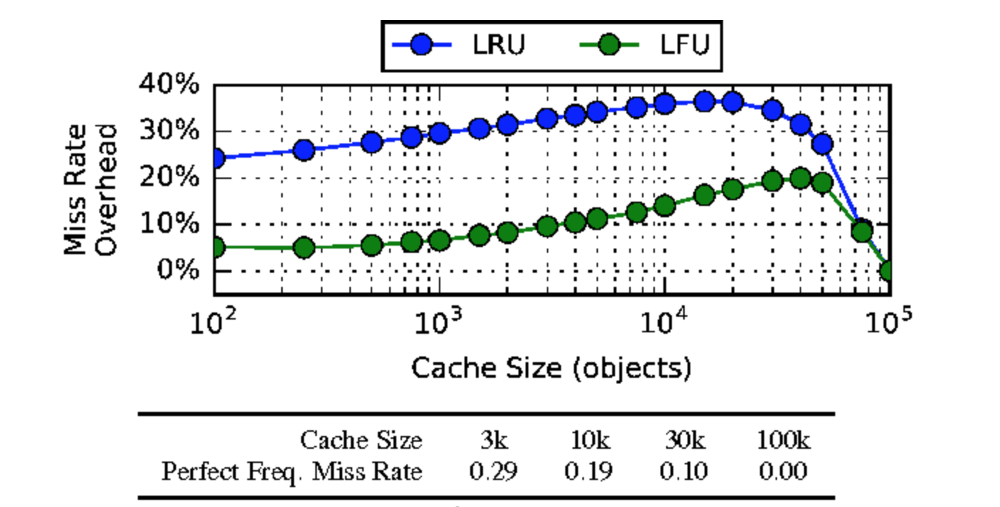 LRU LFU
40%
30%
20%
10%
0%
Miss Rate
Overhead
10² 10³ 10⁴ 10⁵
Cache Size (objects)
Cache Size 3k 10k 30k 100k
Perfect Freq. Miss Rate 0.29 0.19 0.10 0.00